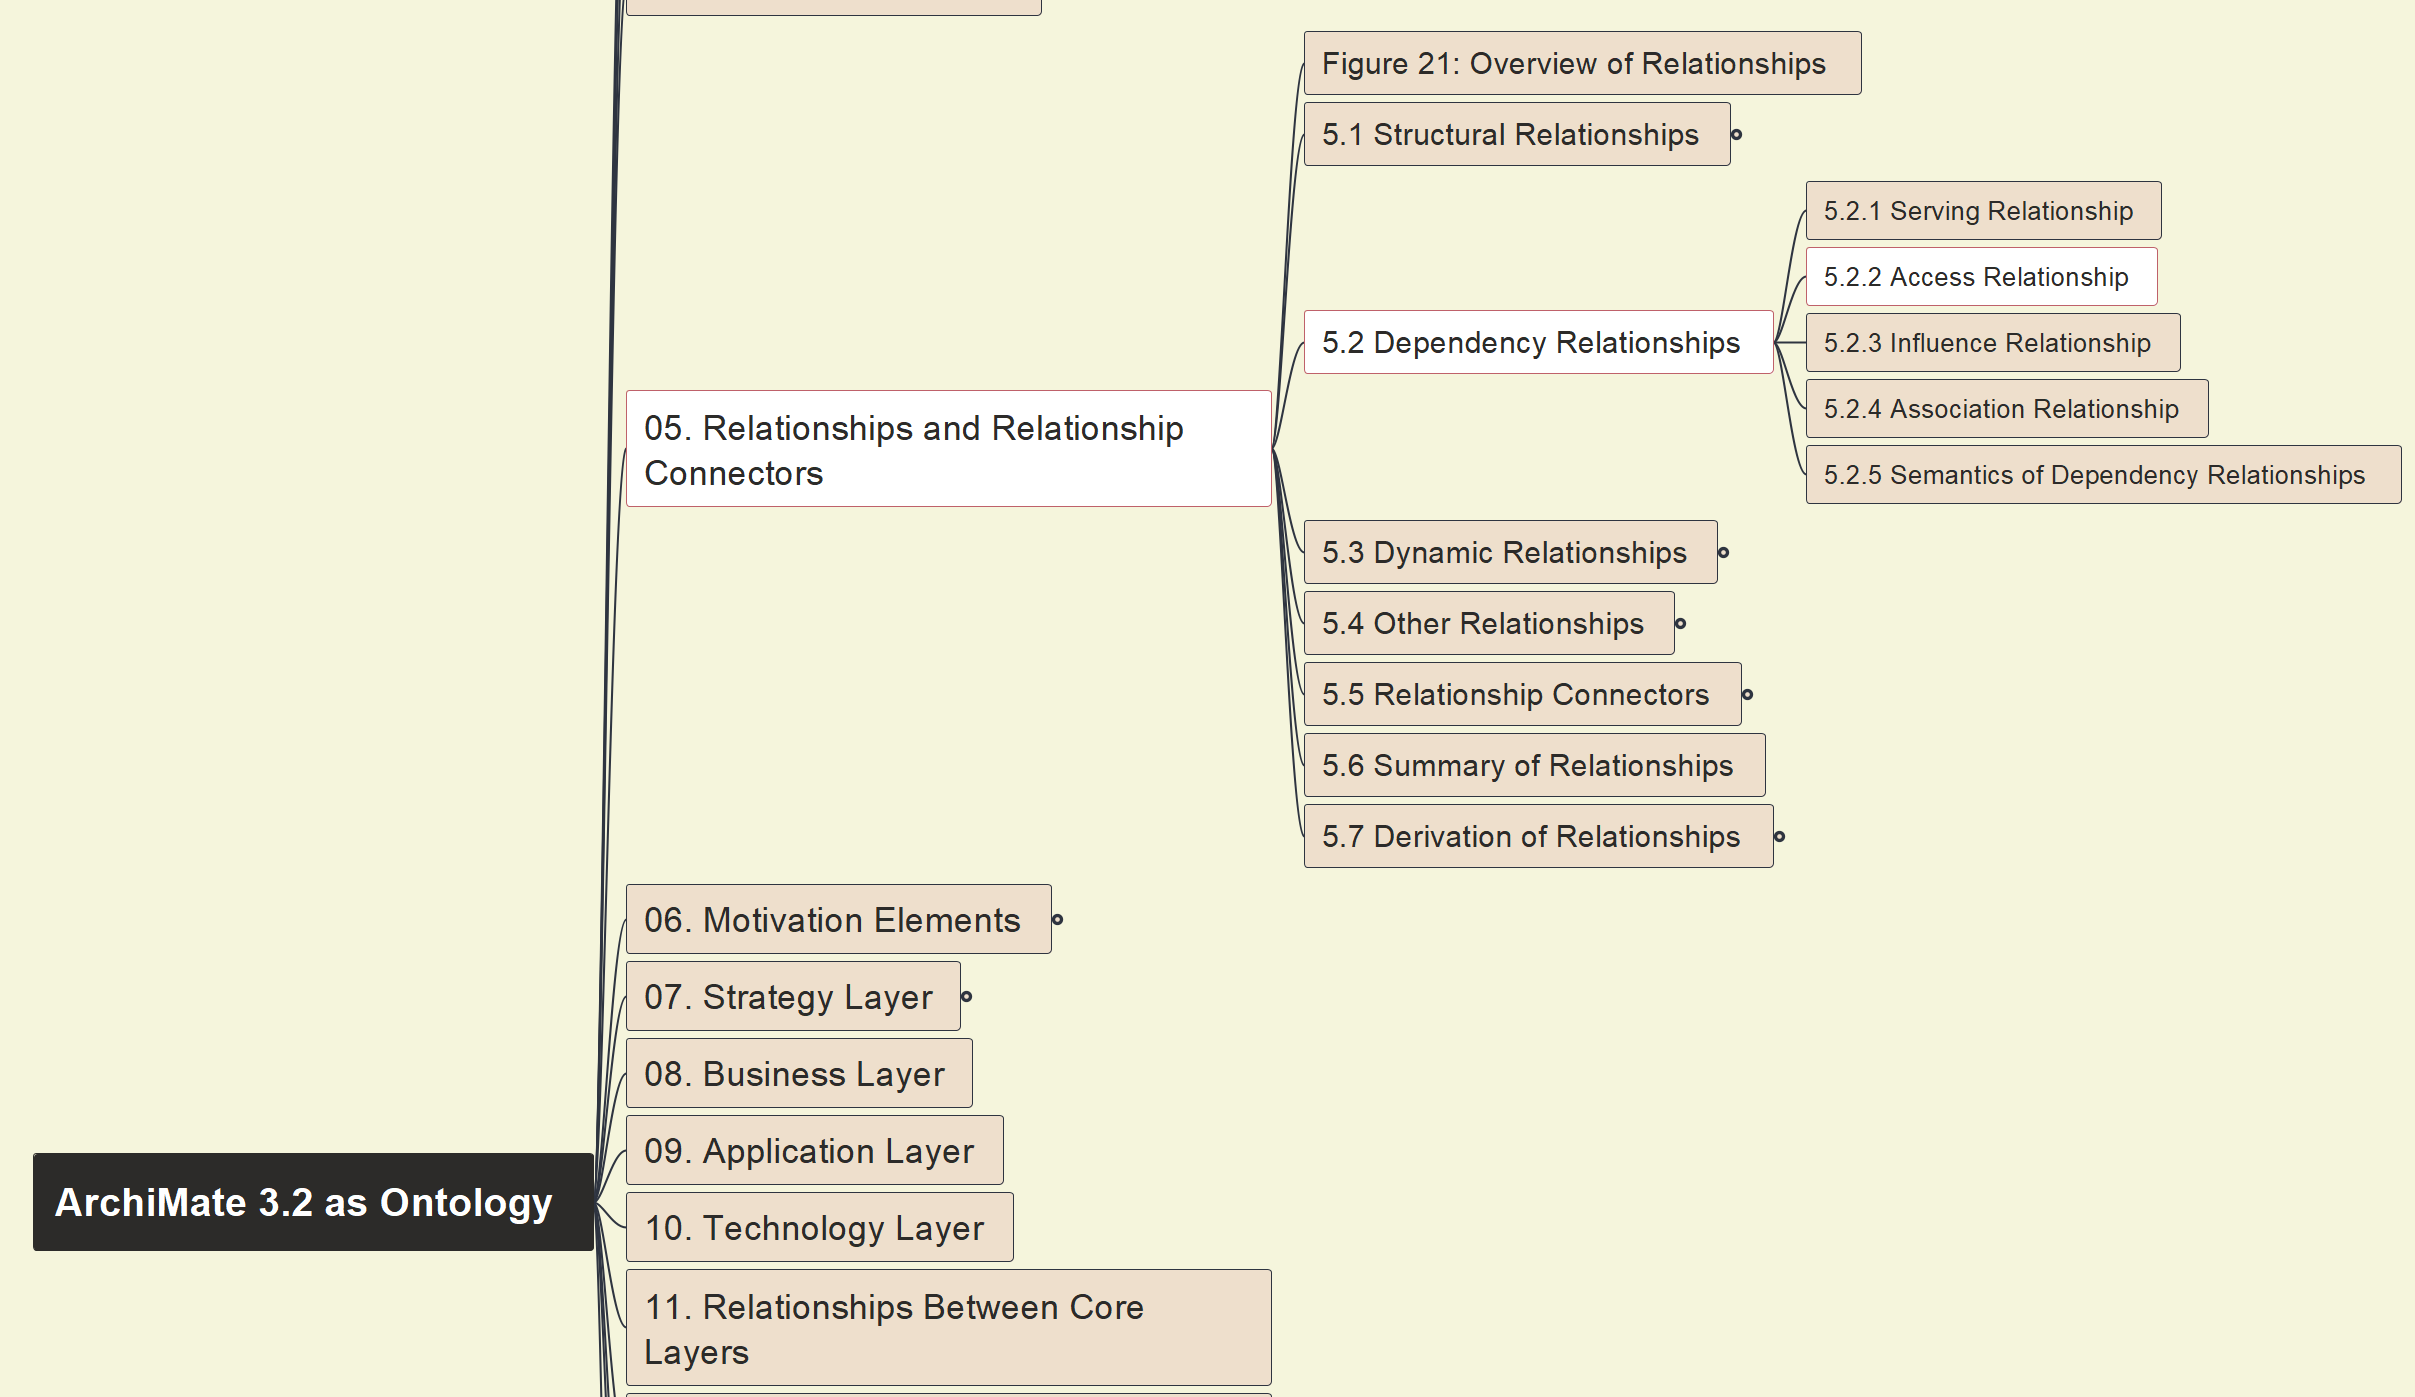 Figure 21: Overview of Relationships
5.1 Structural Relationships
5.2.1 Serving Relationship
5.2.2 Access Relationship
5.2 Dependency Relationships
5.2.3 Influence Relationship
5.2.4 Association Relationship
05. Relationships and Relationship
Connectors
5.2.5 Semantics of Dependency Relationships
5.3 Dynamic Relationships
5.4 Other Relationships
5.5 Relationship Connectors
5.6 Summary of Relationships
5.7 Derivation of Relationships
06. Motivation Elements
07. Strategy Layer
08. Business Layer
09. Application Layer
ArchiMate 3.2 as Ontology
10. Technology Layer
11. Relationships Between Core
Layers